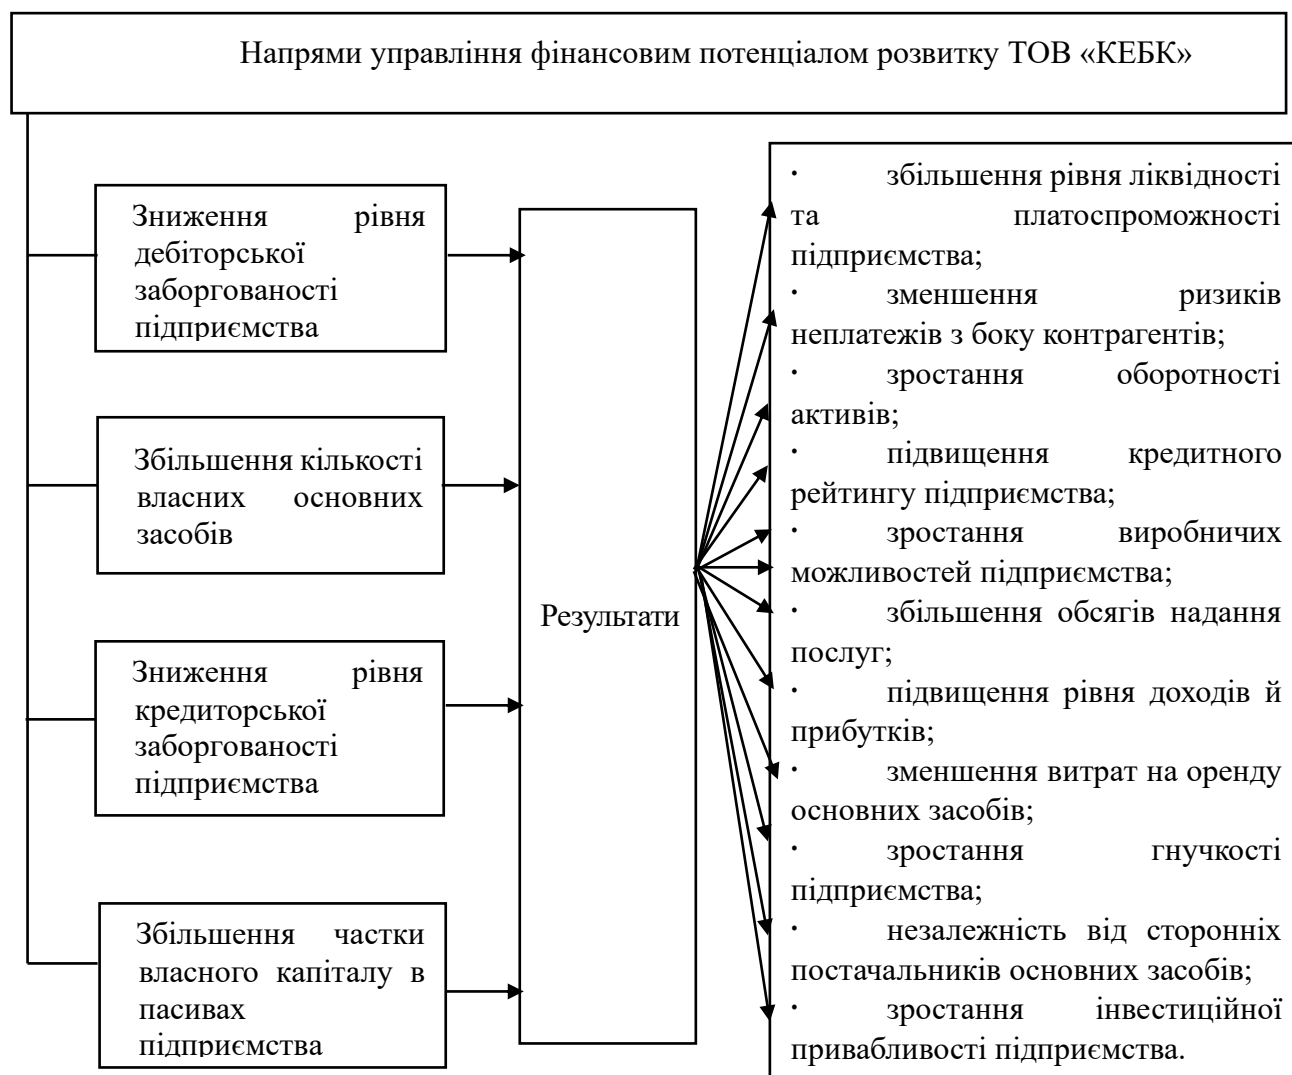 Напрями управління фінансовим потенціалом розвитку ТОВ «КЕБК»
Зниження рівня
дебіторської
заборгованості
підприємства
Збільшення кількості
власних основних
засобів
Зниження рівня
кредиторської
заборгованості
підприємства
Збільшення частки
власного капіталу в
пасивах
підприємства
Результати
· збільшення рівня ліквідності
та платоспроможності
підприємства;
· зменшення ризиків
неплатежів з боку контрагентів;
· зростання оборотності
активів;
· підвищення кредитного
рейтингу підприємства;
· зростання виробничих
можливостей підприємства;
· збільшення обсягів надання
послуг;
· підвищення рівня доходів й
прибутків;
· зменшення витрат на оренду
основних засобів;
· зростання гнучкості
підприємства;
· незалежність від сторонніх
постачальників основних засобів;
· зростання інвестиційної
привабливості підприємства.